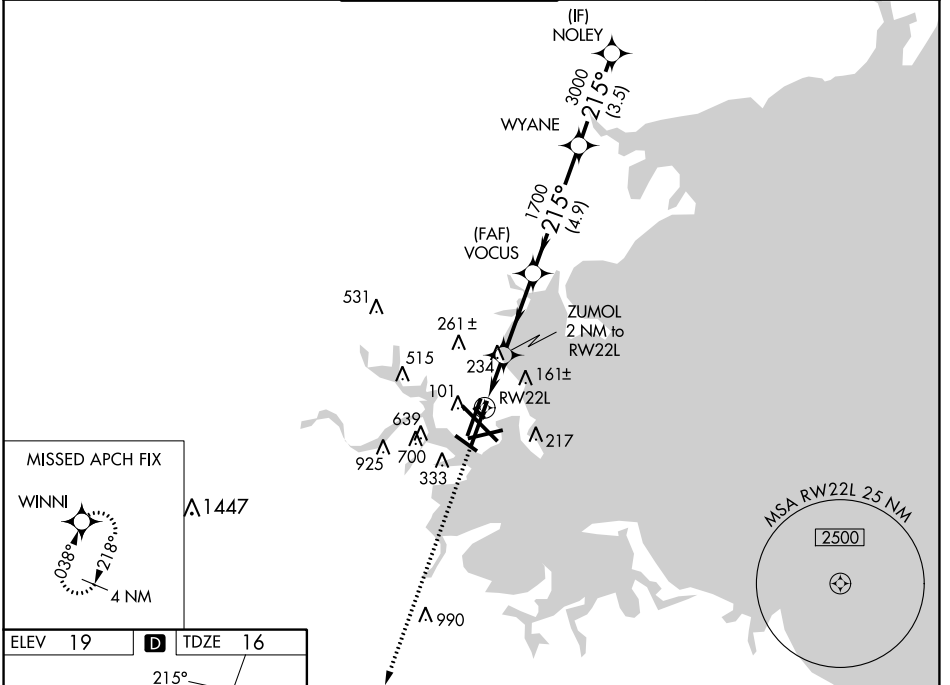 (IF)
NOLEY
3000
215°
(3.5)
WYANE
1700
215°
(4.9)
(FAF)
VOCUS
531
261±
ZUMOL
2 NM to
RW22L
234
515
161±
101
RW22L
639
700
925
333
217
MISSED APCH FIX
WINNI
038°
218°
4 NM
1447
MSA RW22L 25 NM
2500
990
ELEV 19 D TDZE 16
215°